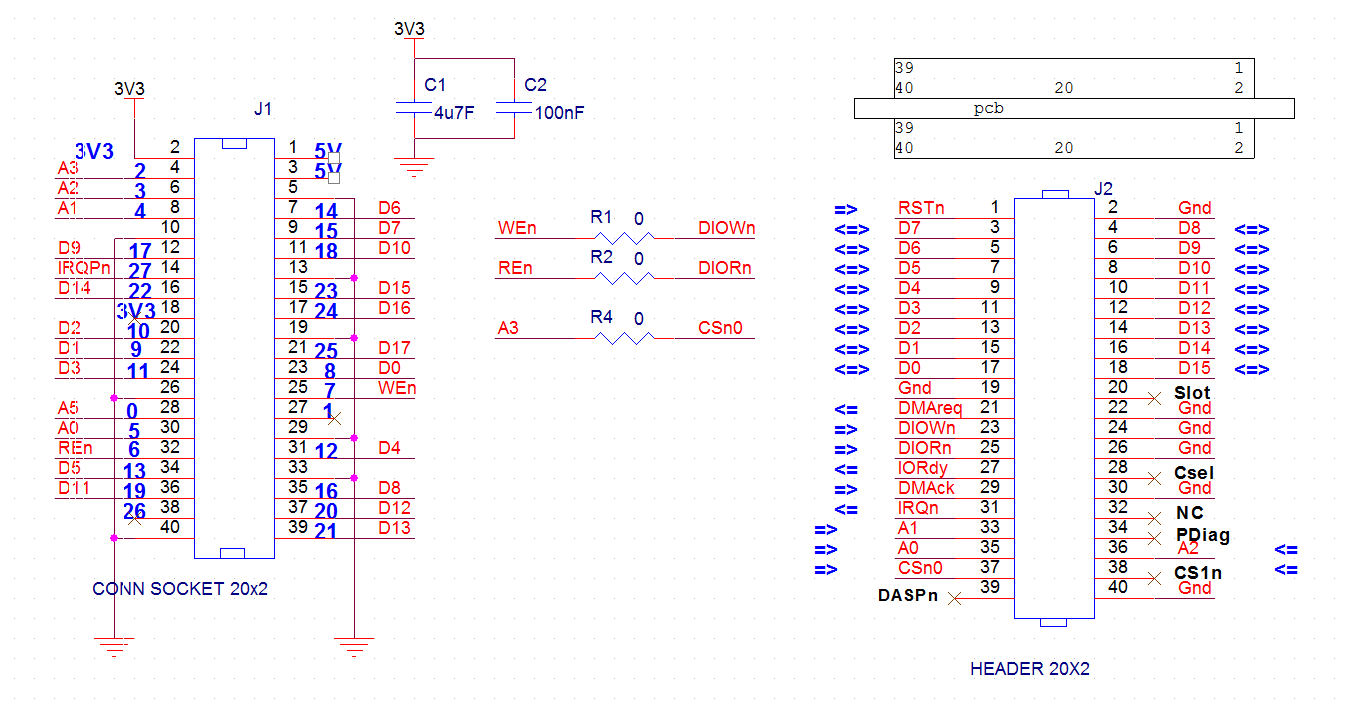 3V3
C1
C2
4u7F
100nF
3V3
J1
3V3 2 1 5V
A3 2 4 3 5V
A2 3 6 5
A1 4 8 7 14 D6
10 9 15 D7
D9 17 12 11 18 D10
IRQPn 27 14 13
D14 22 16 15 23 D15
3V3 18 17 24 D16
D2 10 20 19
D1 9 22 21 25 D17
D3 11 24 23 8 D0
26 25 7 WEn
A5 0 28 27 1
A0 5 30 29
REn 6 32 31 12 D4
D5 13 34 33
D11 19 36 35 16 D8
26 38 37 20 D12
40 39 21 D13
CONN SOCKET 20x2
WEn R1 0 DIOWn
REn R2 0 DIORn
A3 R4 0 CSn0
39 1
40 20 2
pcb
39 1
40 20 2
J2
=> RSTn 1 2 Gnd
<=> D7 3 4 D8 <=>
<=> D6 5 6 D9 <=>
<=> D5 7 8 D10 <=>
<=> D4 9 10 D11 <=>
<=> D3 11 12 D12 <=>
<=> D2 13 14 D13 <=>
<=> D1 15 16 D14 <=>
<=> D0 17 18 D15 <=>
Gnd 19 20 Slot
<= DMAreq 21 22 Gnd
=> DIOWn 23 24 Gnd
=> DIORn 25 26 Gnd
<= IORdy 27 28 Csel
=> DMAck 29 30 Gnd
<= IRQn 31 32 NC
=> A1 33 34 PDiag
=> A0 35 36 A2 <=
=> CSn0 37 38 CS1n <=
DASPn 39 40 Gnd
HEADER 20X2